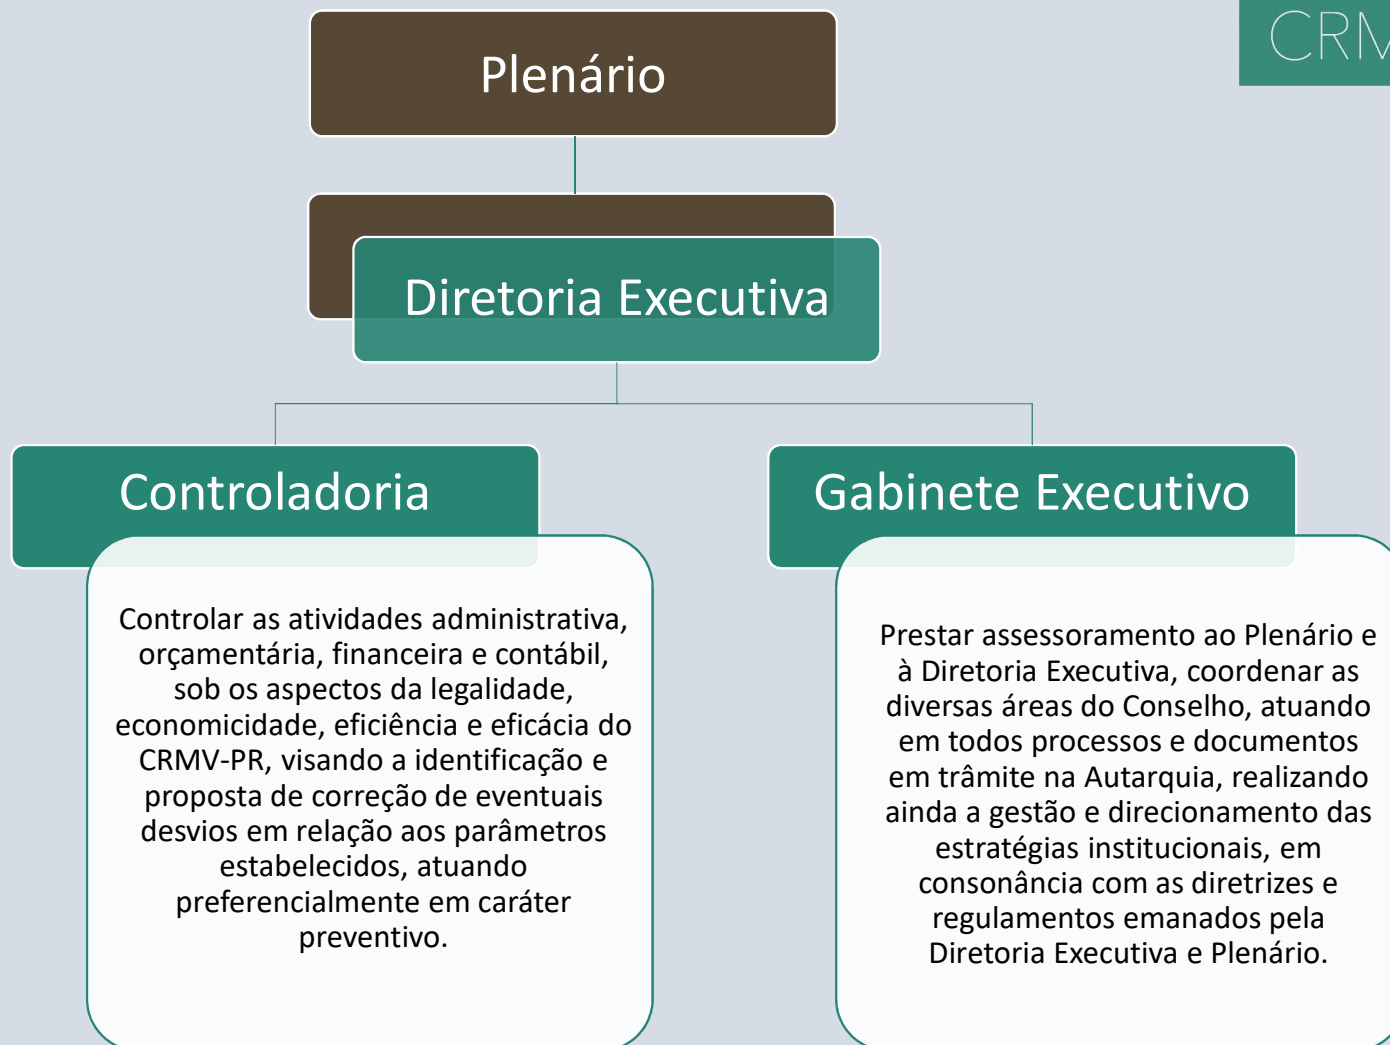 CRM
Plenário
Diretoria Executiva
Controladoria
Controlar as atividades administrativa,
orçamentária, financeira e contábil,
sob os aspectos da legalidade,
economicidade, eficiência e eficácia do
CRMV-PR, visando a identificação e
proposta de correção de eventuais
desvios em relação aos parâmetros
estabelecidos, atuando
preferencialmente em caráter
preventivo.
Gabinete Executivo
Prestar assessoramento ao Plenário e
à Diretoria Executiva, coordenar as
diversas áreas do Conselho, atuando
em todos processos e documentos
em trâmite na Autarquia, realizando
ainda a gestão e direcionamento das
estratégias institucionais, em
consonância com as diretrizes e
regulamentos emanados pela
Diretoria Executiva e Plenário.